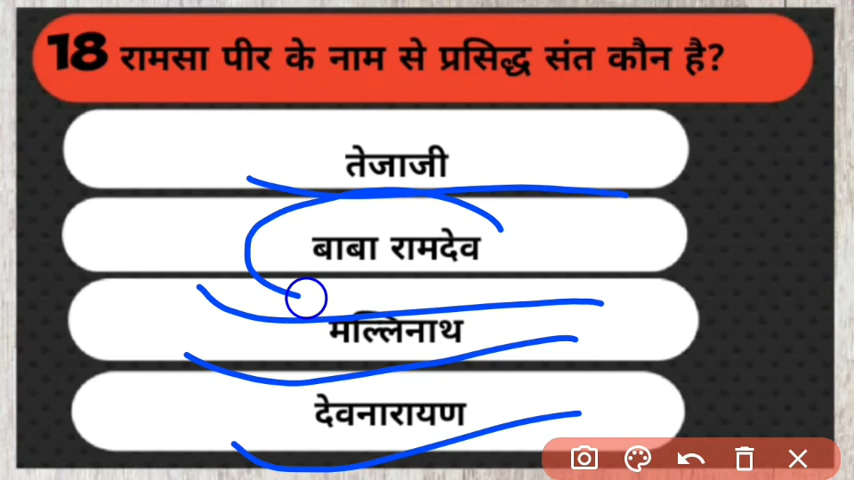 18 रामसा पीर के नाम से प्रसिद्ध संत कौन है?
तेजाजी
बाबा रामदेव
मल्लिनाथ
देवनारायण